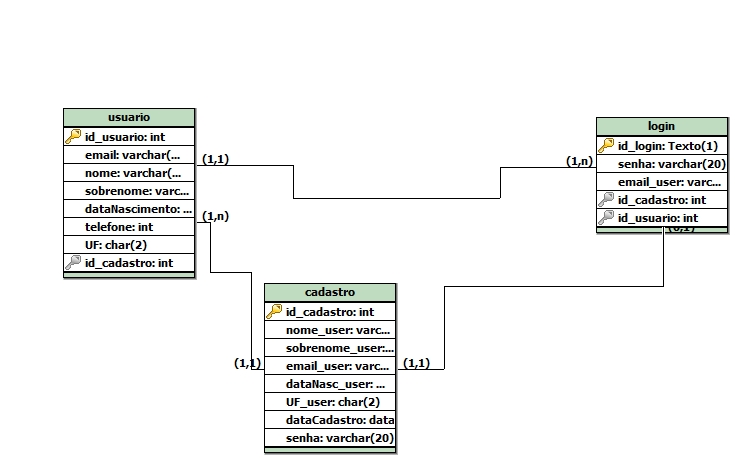 usuario
id_usuario: int
email: varchar(...
nome: varchar(...
sobrenome: varc...
dataNascimento: ...
telefone: int
UF: char(2)
id_cadastro: int
(1,1)
(1,n)
(1,n)
login
id_login: Texto(1)
senha: varchar(20)
email_user: varc...
id_cadastro: int
id_usuario: int
(0,1)
cadastro
id_cadastro: int
nome_user: varc...
sobrenome_user:...
email_user: varc...
dataNasc_user: ...
UF_user: char(2)
dataCadastro: data
senha: varchar(20)
(1,1)
(1,1)